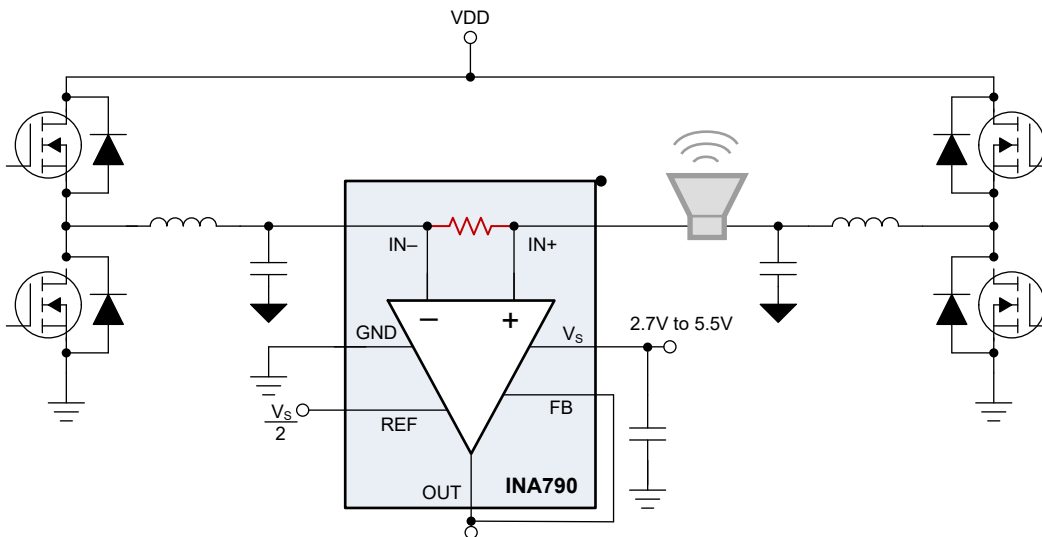 VDD
IN–
IN+
–
+
GND
VS
2.7V to 5.5V
FB
VS
2
REF
OUT
INA790